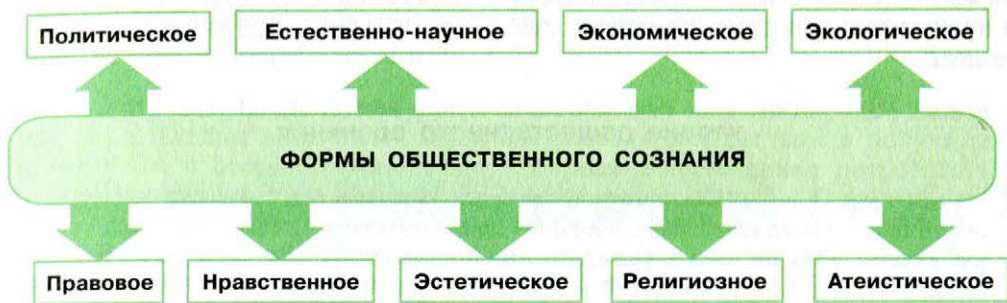 Политическое
Естественно-научное
Экономическое
Экологическое
ФОРМЫ ОБЩЕСТВЕННОГО СОЗНАНИЯ
Правовое
Нравственное
Эстетическое
Религиозное
Атеистическое